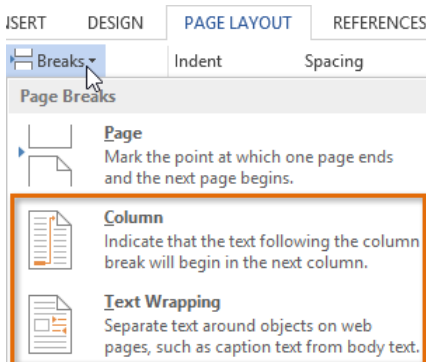 DESIGN PAGE LAYOUT REFERENCES
Breaks Indent Spacing
Page Breaks
Page
Mark the point at which one page ends
and the next page begins.
Column
Indicate that the text following the column
break will begin in the next column.
Text Wrapping
Separate text around objects on web
pages, such as caption text from body text.